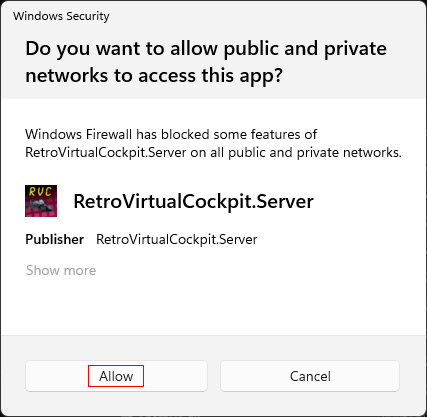 Windows Security
Do you want to allow public and private
networks to access this app?
Windows Firewall has blocked some features of
RetroVirtualCockpit.Server on all public and private networks.
RVC
RetroVirtualCockpit.Server
Publisher RetroVirtualCockpit.Server
Show more
Allow
Cancel